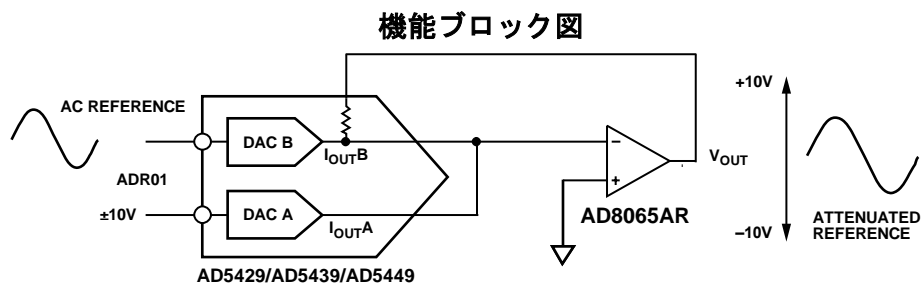 機能ブロック図
AC REFERENCE
ADR01
±10V
DAC B
IOUTB
DAC A
IOUTA
AD5429/AD5439/AD5449
−
+
AD8065AR
VOUT
+10V
–10V
ATTENUATED
REFERENCE